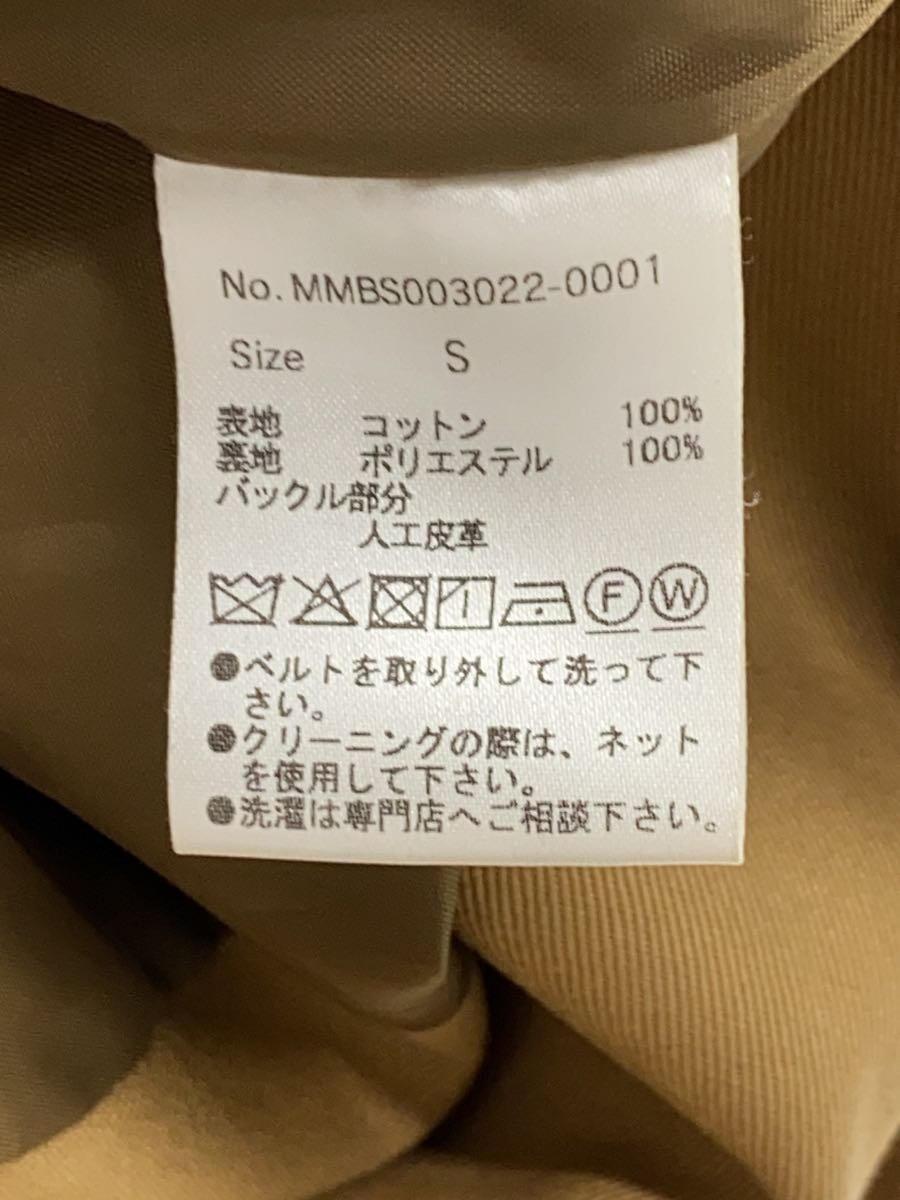 No. MMBS003022-0001
Size S
表地 コットン 100%
裏地 ポリエステル 100%
バックル部分
人工皮革
F W
●ベルトを取り外して洗って下
さい。
●クリーニングの際は、ネット
を使用して下さい。
●洗濯は専門店へご相談下さい。